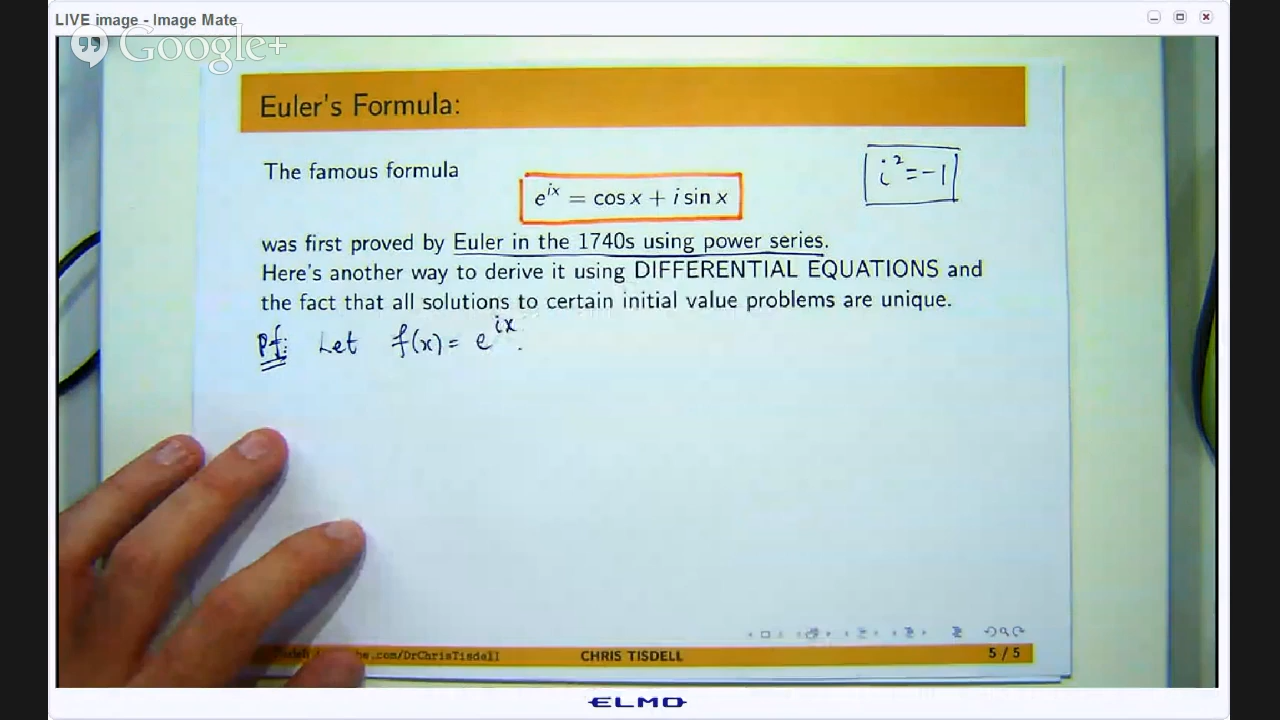 LIVE image - Image Mate
Google+
Euler's Formula:
The famous formula
e^{ix} = cos x + i sin x
i² = -1
was first proved by Euler in the 1740s using power series.
Here's another way to derive it using DIFFERENTIAL EQUATIONS and
the fact that all solutions to certain initial value problems are unique.
Pf: Let f(x) = e^{ix}.
.com/DrChrisTisdell CHRIS TISDELL 5 / 5
ELMO